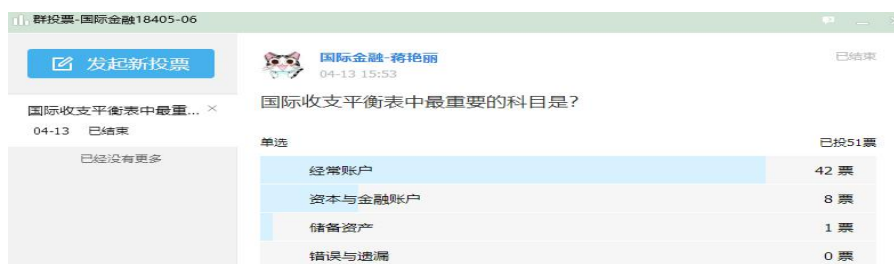 群投票-国际金融18405-06
发起新投票
国际收支平衡表中最重... ×
04-13 已结束
已经没有更多
国际金融-蒋艳丽
已结束
04-13 15:53
国际收支平衡表中最重要的科目是?
单选
已投51票
经常账户 42 票
资本与金融账户 8 票
储备资产 1 票
错误与遗漏 0 票